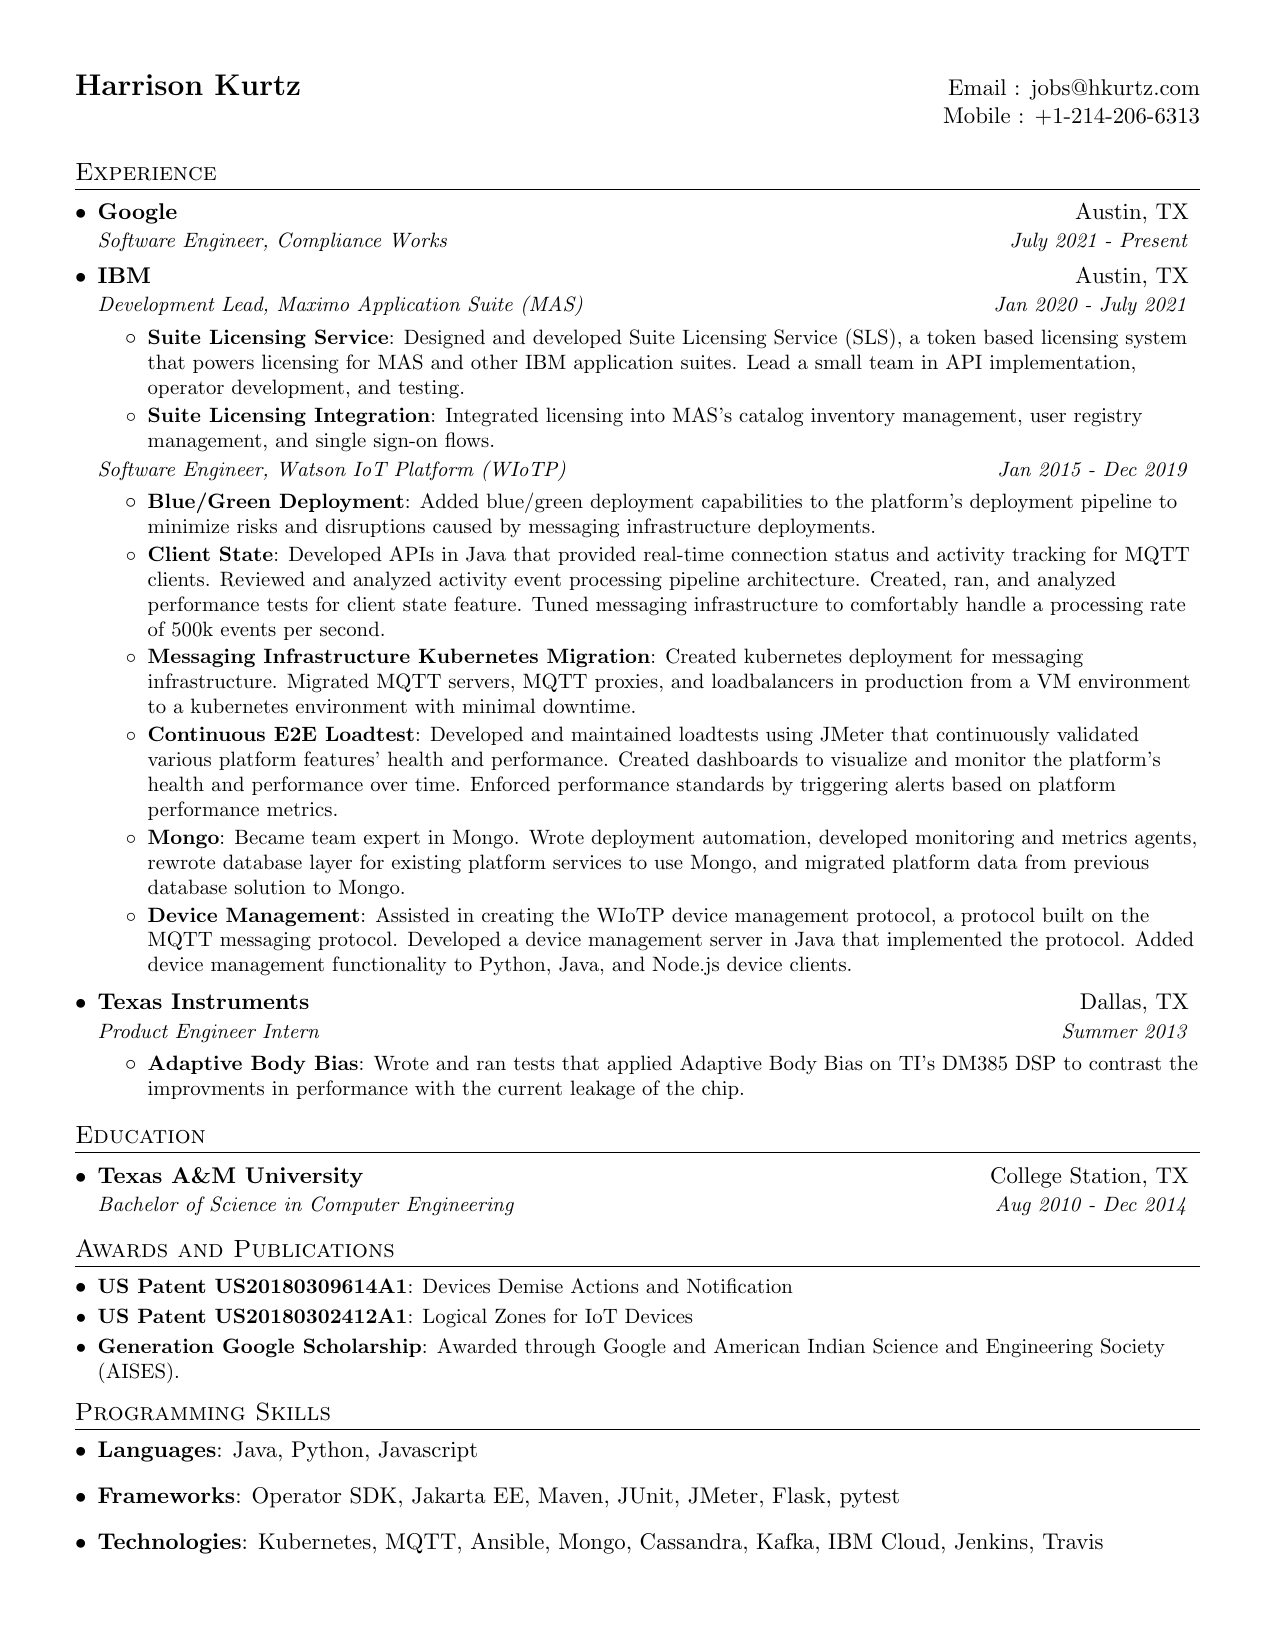 Harrison Kurtz
Email : jobs@hkurtz.com
Mobile : +1-214-206-6313
Experience
• Google Austin, TX
Software Engineer, Compliance Works July 2021 - Present
• IBM Austin, TX
Development Lead, Maximo Application Suite (MAS) Jan 2020 - July 2021
◦ Suite Licensing Service: Designed and developed Suite Licensing Service (SLS), a token based licensing system
that powers licensing for MAS and other IBM application suites. Lead a small team in API implementation,
operator development, and testing.
◦ Suite Licensing Integration: Integrated licensing into MAS's catalog inventory management, user registry
management, and single sign-on flows.
Software Engineer, Watson IoT Platform (WIoTP) Jan 2015 - Dec 2019
◦ Blue/Green Deployment: Added blue/green deployment capabilities to the platform's deployment pipeline to
minimize risks and disruptions caused by messaging infrastructure deployments.
◦ Client State: Developed APIs in Java that provided real-time connection status and activity tracking for MQTT
clients. Reviewed and analyzed activity event processing pipeline architecture. Created, ran, and analyzed
performance tests for client state feature. Tuned messaging infrastructure to comfortably handle a processing rate
of 500k events per second.
◦ Messaging Infrastructure Kubernetes Migration: Created kubernetes deployment for messaging
infrastructure. Migrated MQTT servers, MQTT proxies, and loadbalancers in production from a VM environment
to a kubernetes environment with minimal downtime.
◦ Continuous E2E Loadtest: Developed and maintained loadtests using JMeter that continuously validated
various platform features' health and performance. Created dashboards to visualize and monitor the platform's
health and performance over time. Enforced performance standards by triggering alerts based on platform
performance metrics.
◦ Mongo: Became team expert in Mongo. Wrote deployment automation, developed monitoring and metrics agents,
rewrote database layer for existing platform services to use Mongo, and migrated platform data from previous
database solution to Mongo.
◦ Device Management: Assisted in creating the WIoTP device management protocol, a protocol built on the
MQTT messaging protocol. Developed a device management server in Java that implemented the protocol. Added
device management functionality to Python, Java, and Node.js device clients.
• Texas Instruments Dallas, TX
Product Engineer Intern Summer 2013
◦ Adaptive Body Bias: Wrote and ran tests that applied Adaptive Body Bias on TI's DM385 DSP to contrast the
improvments in performance with the current leakage of the chip.
Education
• Texas A&M University College Station, TX
Bachelor of Science in Computer Engineering Aug 2010 - Dec 2014
Awards and Publications
• US Patent US20180309614A1: Devices Demise Actions and Notification
• US Patent US20180302412A1: Logical Zones for IoT Devices
• Generation Google Scholarship: Awarded through Google and American Indian Science and Engineering Society
(AISES).
Programming Skills
• Languages: Java, Python, Javascript
• Frameworks: Operator SDK, Jakarta EE, Maven, JUnit, JMeter, Flask, pytest
• Technologies: Kubernetes, MQTT, Ansible, Mongo, Cassandra, Kafka, IBM Cloud, Jenkins, Travis